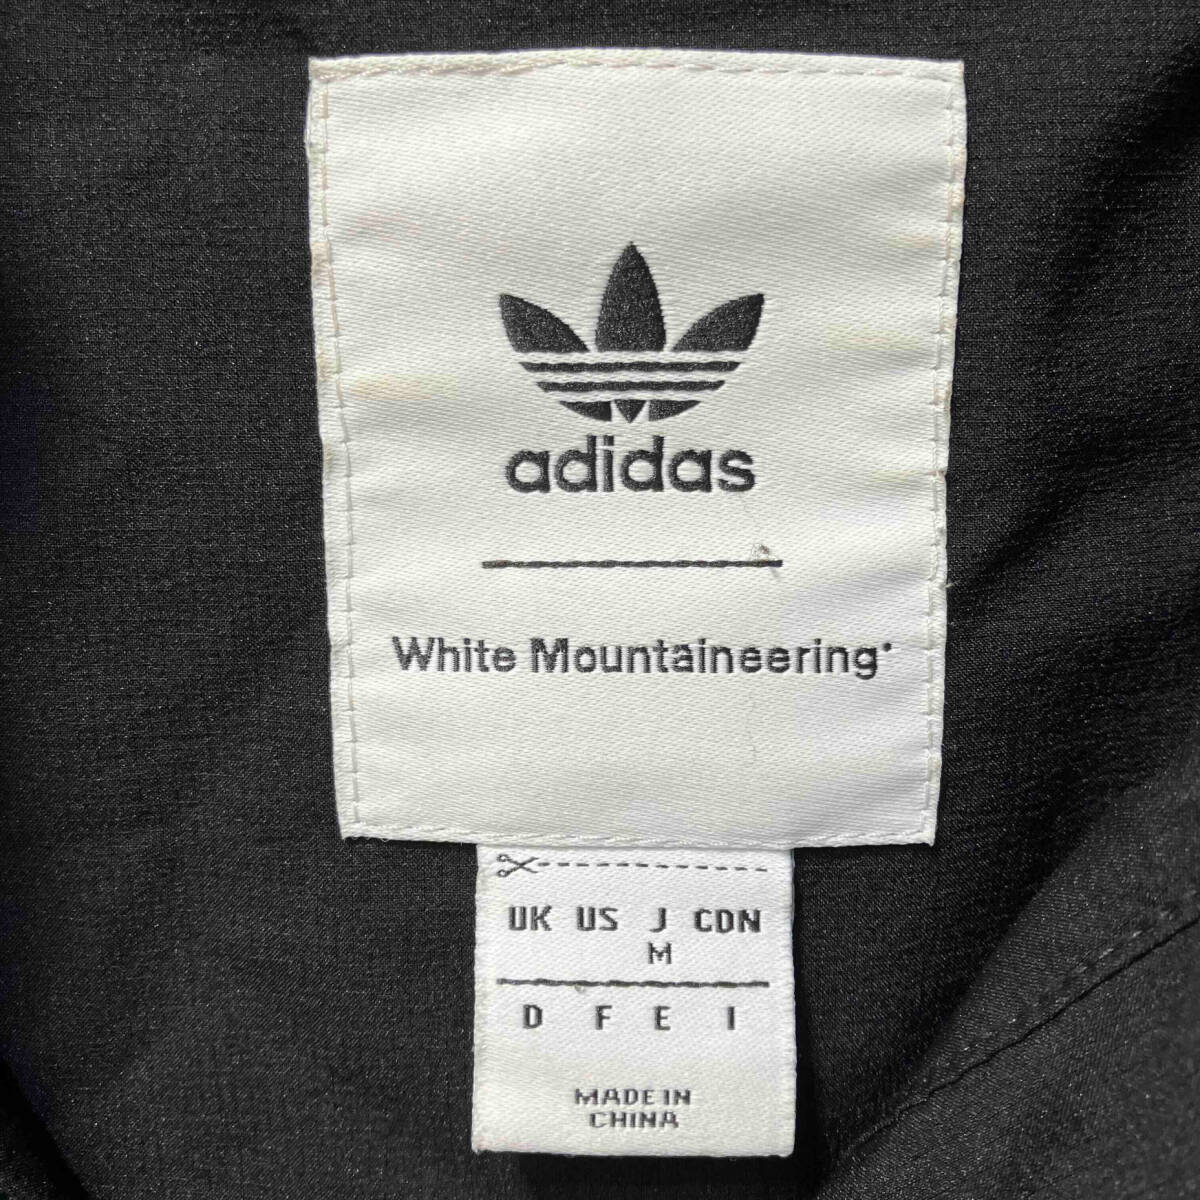 adidas
White Mountaineering
UK US J CDN
M
D F E I
MADE IN
CHINA